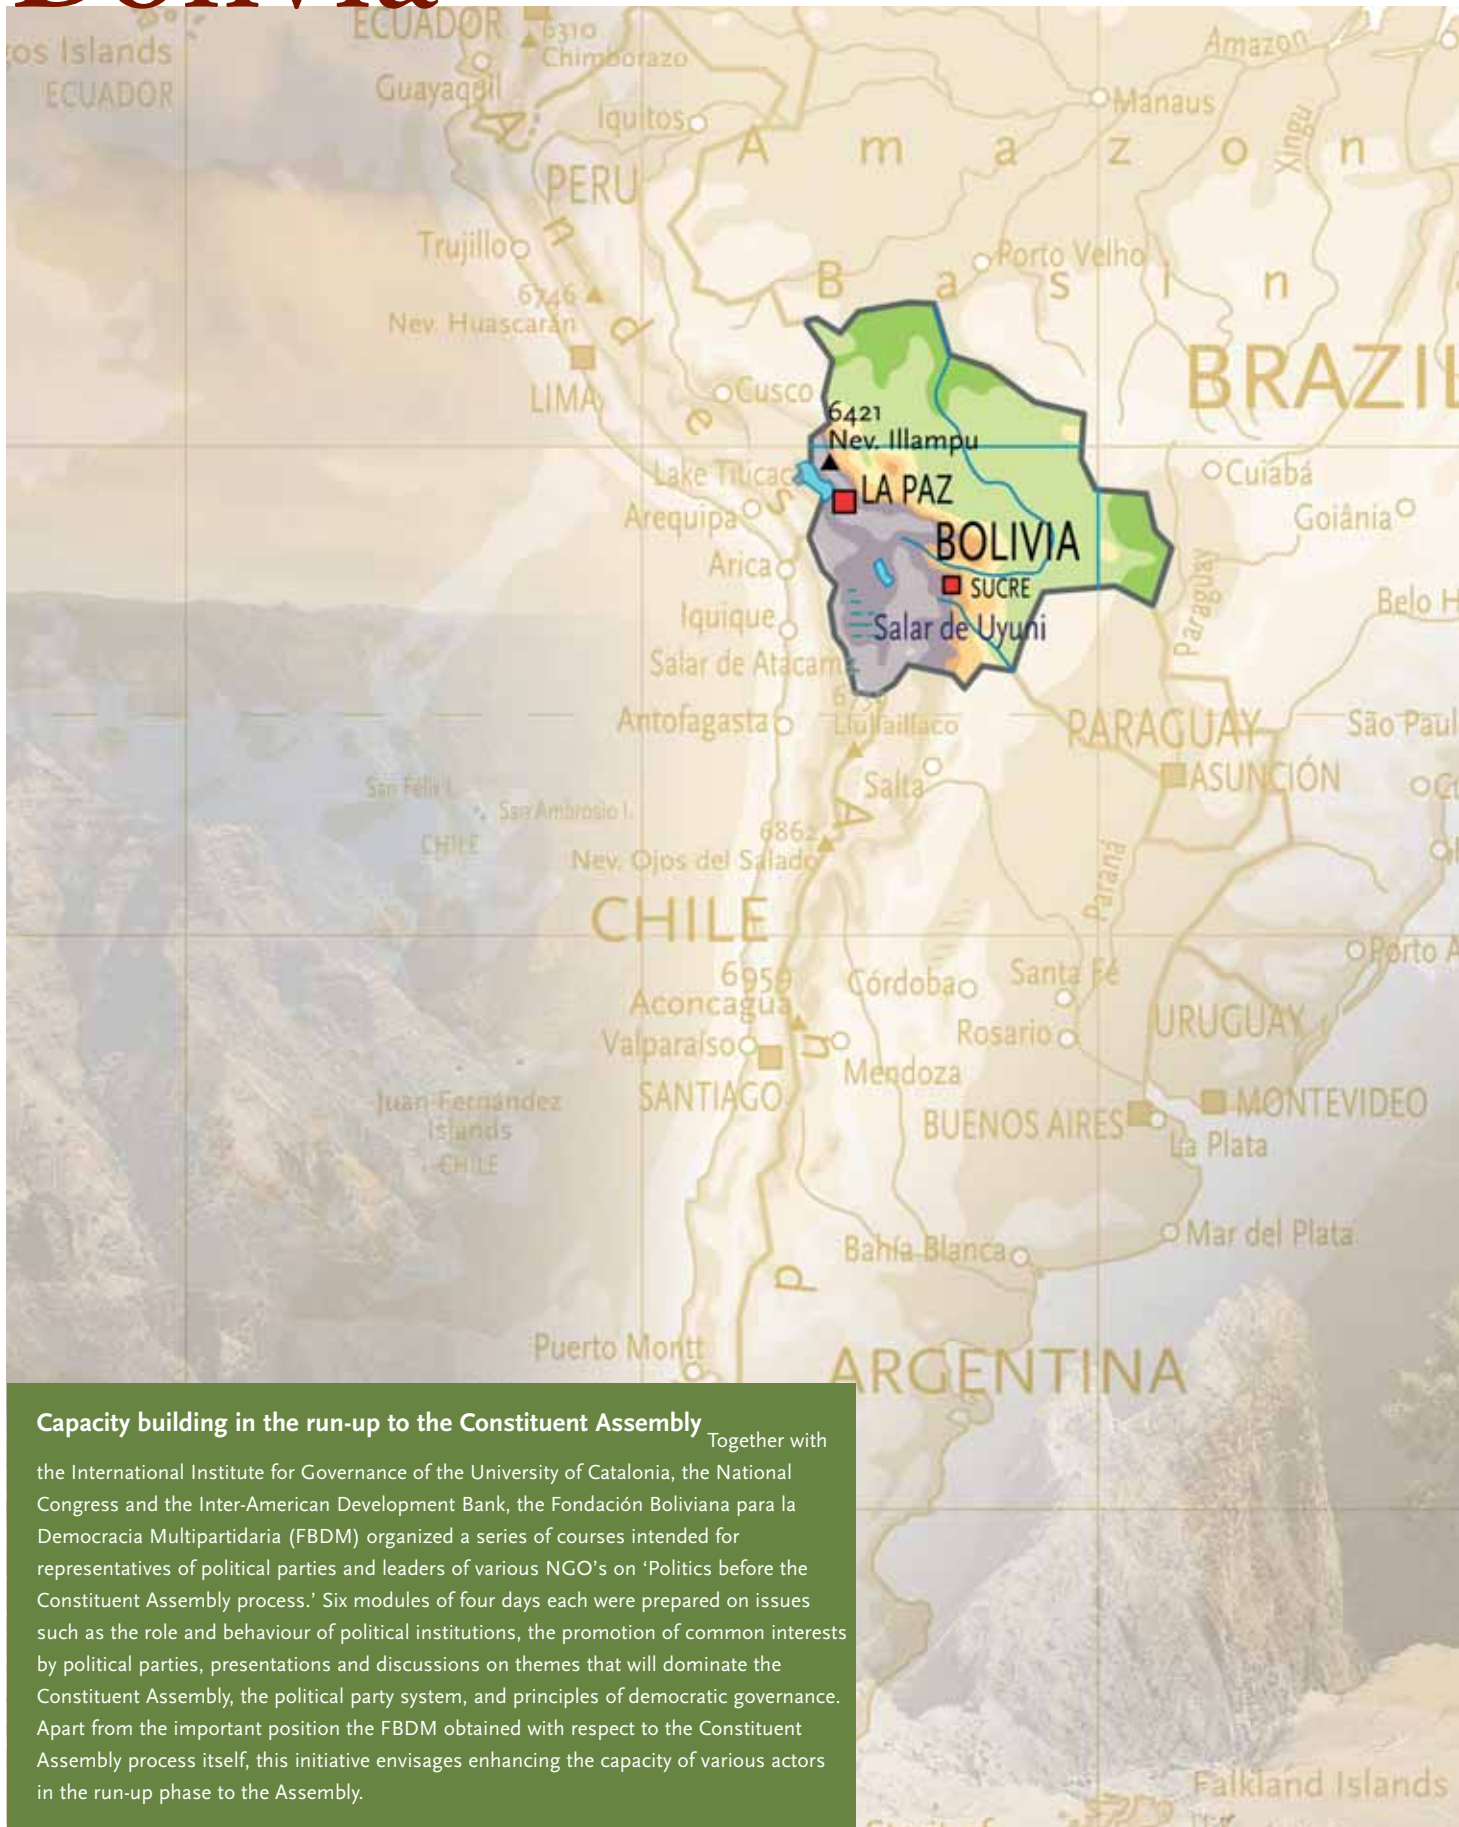 Bolivia
ECUADOR
6310
Chimborazo
os Islands
ECUADOR
Guayaquil
Iquitos
Amazon
Manaus
Xingu
A m a z o n
PERU
Trujillo
Porto Velho
B a s i n
6746
Nev. Huascarán
LIMA
Cusco
BRAZIL
A n d e s
6421
Nev. Illampu
Lake Titicac
LA PAZ
Cuiabá
Arequipa
Goiânia
BOLIVIA
Arica
SUCRE
Paraguay
Belo H
Iquique
Salar de Uyuni
Salar de Atacam
Antofagasta
Llullaillaco
PARAGUAY
São Paul
ASUNCIÓN
Salta
San Félix I.
San Ambrosio I.
CHILE
6862
Nev. Ojos del Salado
Paraná
CHILE
Porto A
6959
Aconcagua
Córdoba
Santa Fé
Valparaíso
Rosario
URUGUAY
Mendoza
SANTIAGO
Juan Fernández
Islands
CHILE
BUENOS AIRES
MONTEVIDEO
La Plata
Mar del Plata
Bahía Blanca
A n d
Puerto Montt
ARGENTINA
Capacity building in the run-up to the Constituent Assembly Together with
the International Institute for Governance of the University of Catalonia, the National
Congress and the Inter-American Development Bank, the Fondación Boliviana para la
Democracia Multipartidaria (FBDM) organized a series of courses intended for
representatives of political parties and leaders of various NGO's on ‘Politics before the
Constituent Assembly process.’ Six modules of four days each were prepared on issues
such as the role and behaviour of political institutions, the promotion of common interests
by political parties, presentations and discussions on themes that will dominate the
Constituent Assembly, the political party system, and principles of democratic governance.
Apart from the important position the FBDM obtained with respect to the Constituent
Assembly process itself, this initiative envisages enhancing the capacity of various actors
in the run-up phase to the Assembly.
Falkland Islands